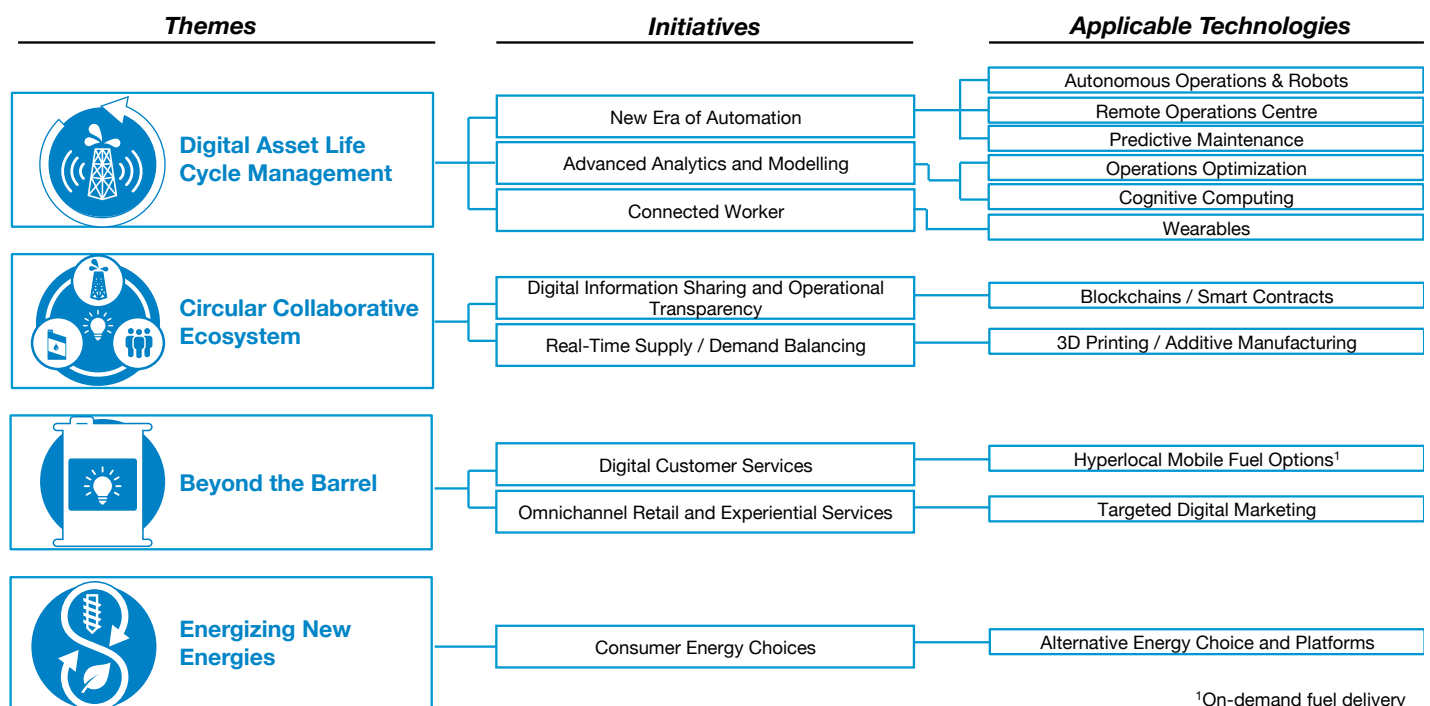 Themes
Initiatives
Applicable Technologies
Digital Asset Life
Cycle Management
New Era of Automation
Advanced Analytics and Modelling
Connected Worker
Autonomous Operations & Robots
Remote Operations Centre
Predictive Maintenance
Operations Optimization
Cognitive Computing
Wearables
Circular Collaborative
Ecosystem
Digital Information Sharing and Operational
Transparency
Real-Time Supply / Demand Balancing
Blockchains / Smart Contracts
3D Printing / Additive Manufacturing
Beyond the Barrel
Digital Customer Services
Omnichannel Retail and Experiential Services
Hyperlocal Mobile Fuel Options¹
Targeted Digital Marketing
Energizing New
Energies
Consumer Energy Choices
Alternative Energy Choice and Platforms
¹On-demand fuel delivery